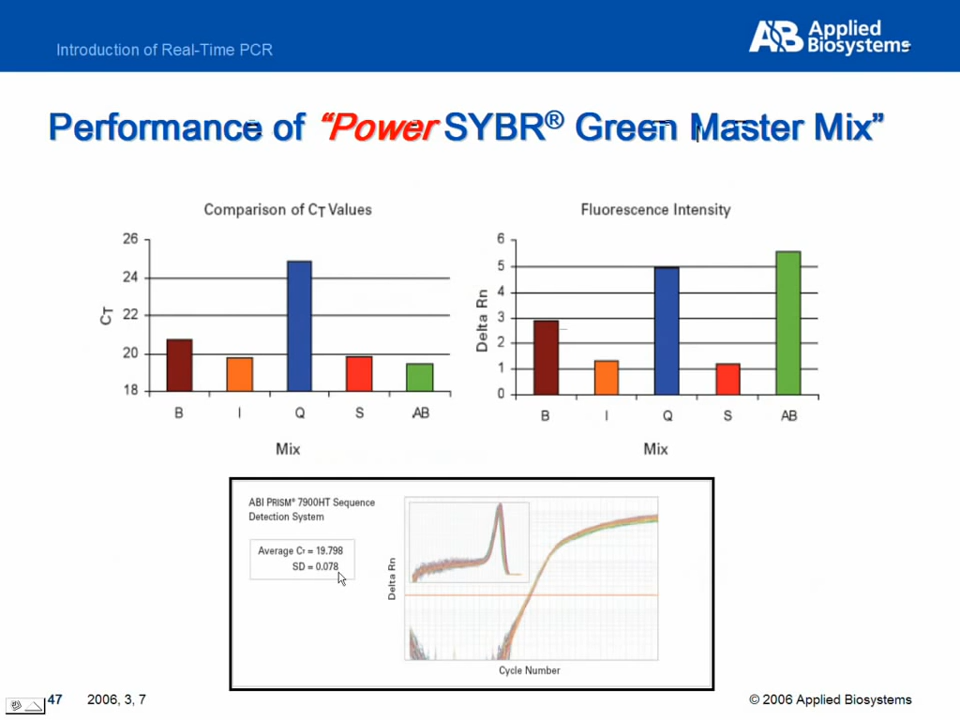 Introduction of Real-Time PCR
AB Applied
Biosystems
Performance of “Power SYBR® Green Master Mix”
Comparison of CT Values
26
24
22
20
18
CT
B I Q S AB
Mix
Fluorescence Intensity
6
5
4
3
2
1
0
Delta Rn
B I Q S AB
Mix
ABI PRISM® 7900HT Sequence
Detection System
Average CT = 19.798
SD = 0.078
Delta Rn
Cycle Number
47 2006, 3, 7
© 2006 Applied Biosystems